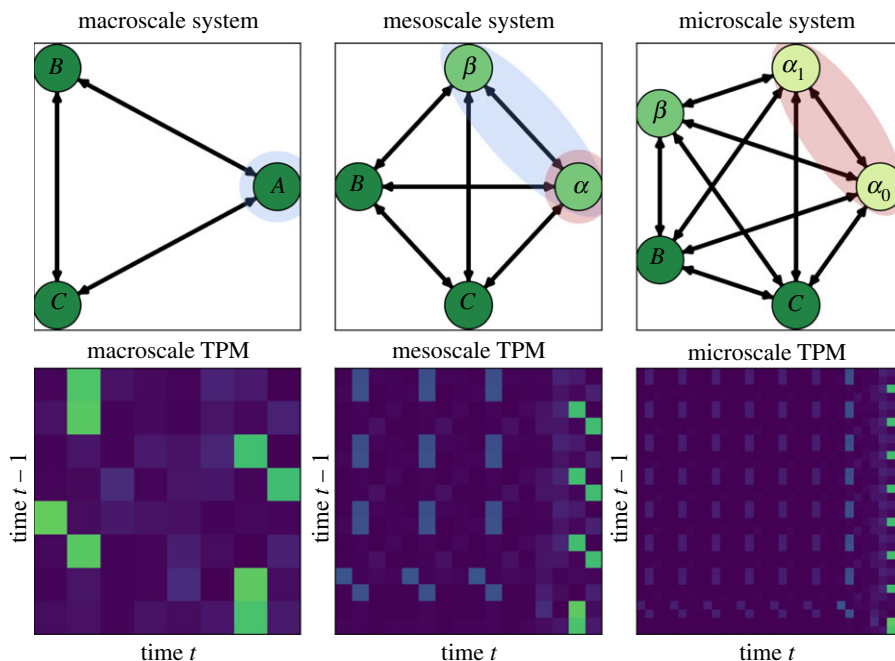 macroscale system
mesoscale system
microscale system
B
A
C
β
B
α
C
α1
β
α0
B
C
macroscale TPM
mesoscale TPM
microscale TPM
time t − 1
time t
time t − 1
time t
time t − 1
time t